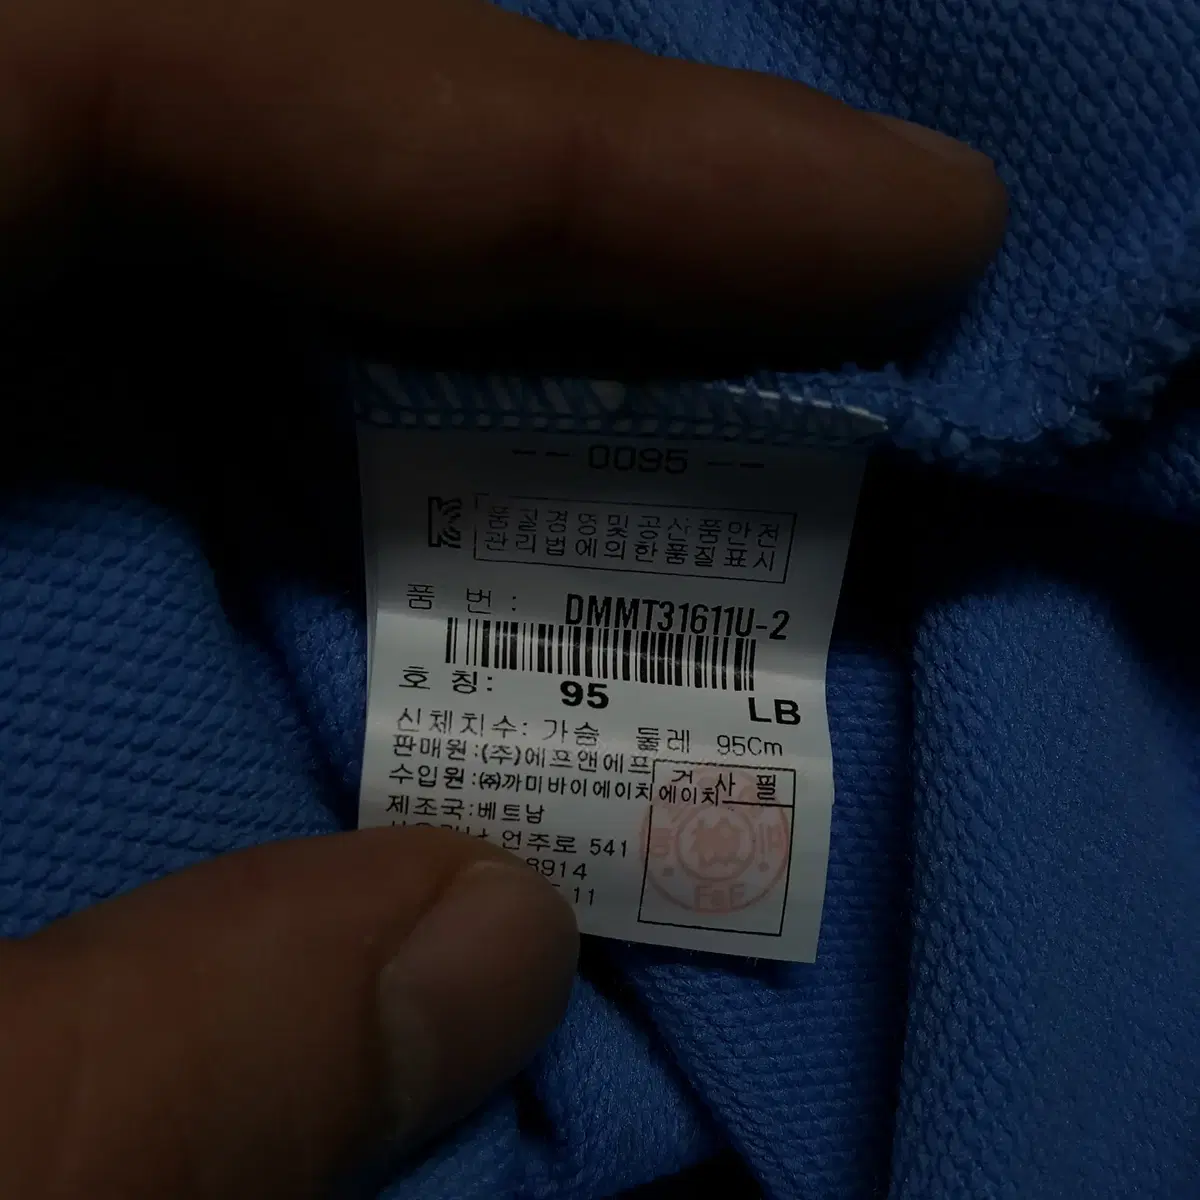 -- 0095 --
품질경영및공산품안전
관리법에의한품질표시
품 번: DMMT31611U-2
호칭: 95 LB
신체치수: 가슴 둘레 95Cm
판매원:(주)에프앤에프
수입원:㈜까미바이에이치에이치
검사필
제조국:베트남
언주로 541
8914
11
F&F